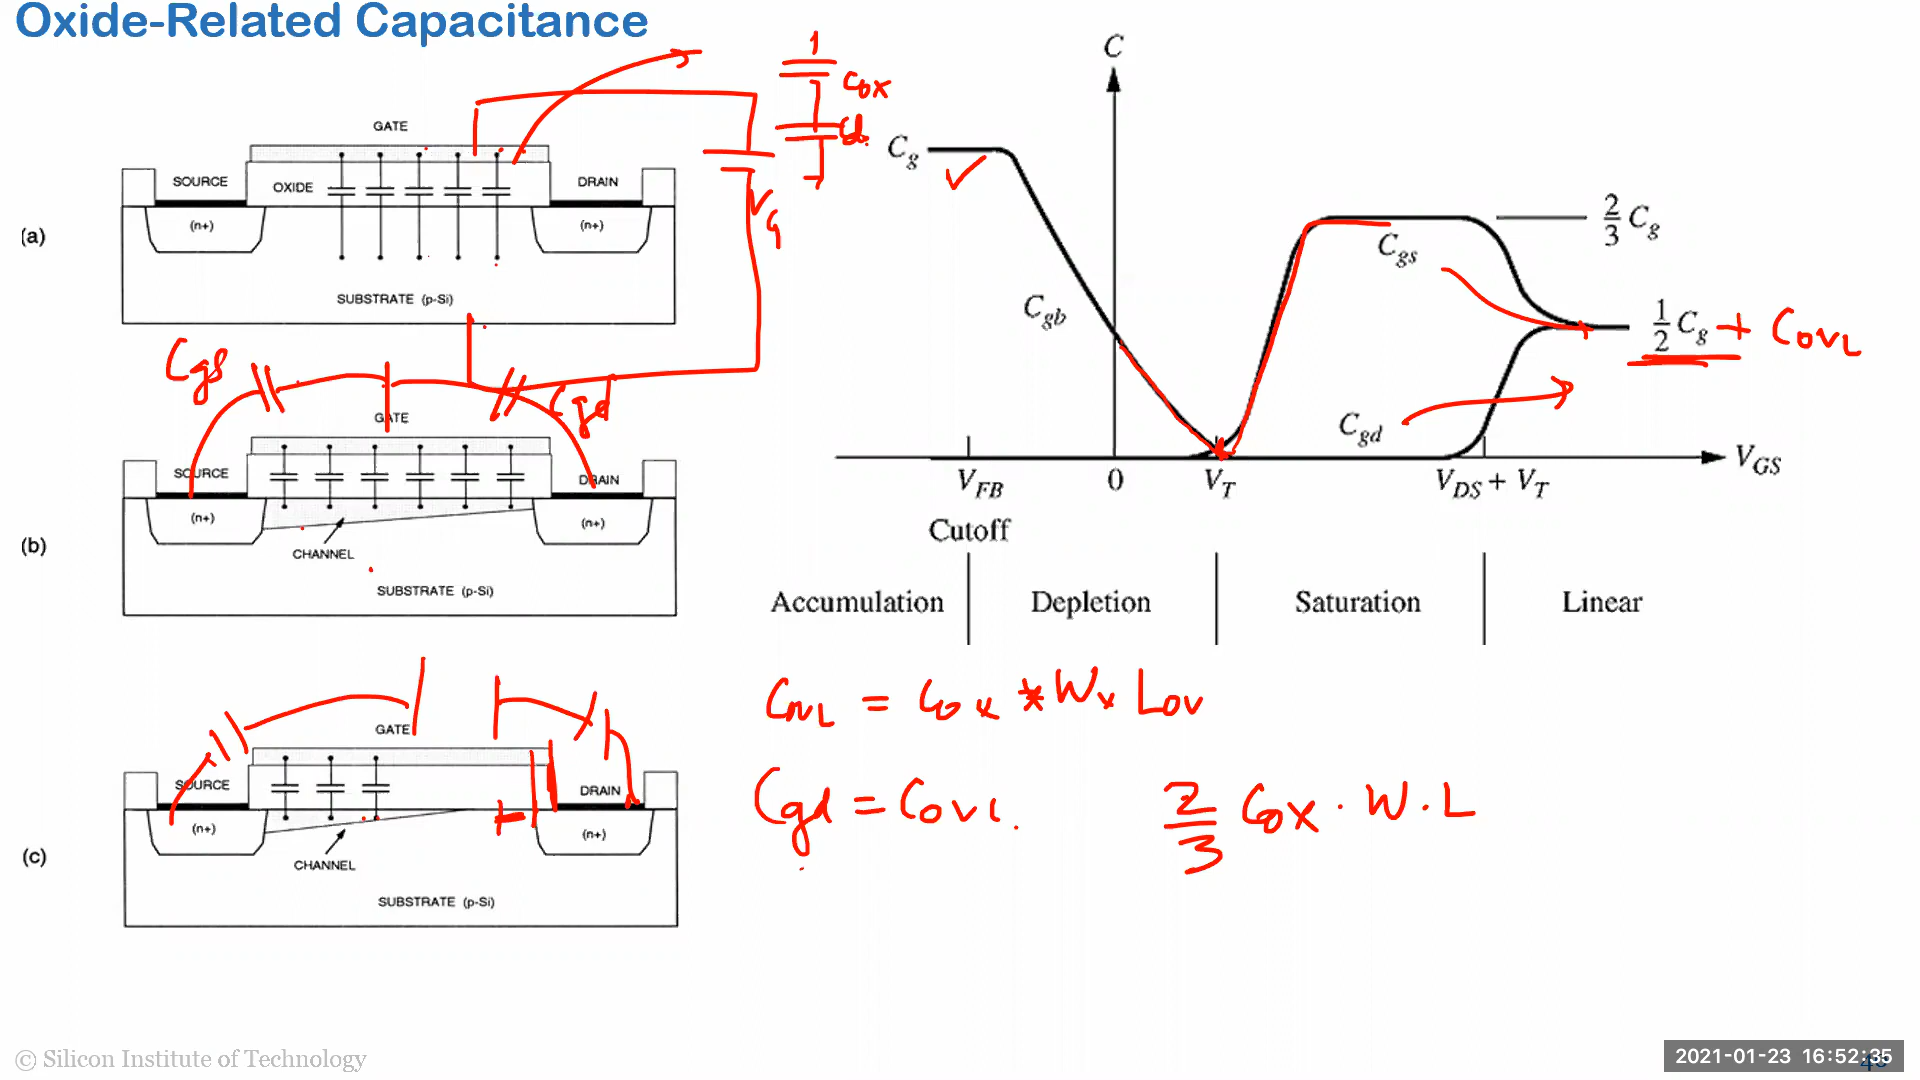 Oxide-Related Capacitance
GATE
SOURCE
OXIDE
DRAIN
(n+)
(n+)
(a)
SUBSTRATE (p-Si)
1
Cox
Cd
VG
Cgs
Cgd
GATE
SOURCE
DRAIN
(n+)
(n+)
(b)
CHANNEL
SUBSTRATE (p-Si)
GATE
SOURCE
DRAIN
(n+)
(n+)
(c)
CHANNEL
SUBSTRATE (p-Si)
C
Cg
2/3 Cg
Cgs
Cgb
1/2 Cg + COVL
Cgd
VFB
0
VT
VDS + VT
VGS
Cutoff
Accumulation
Depletion
Saturation
Linear
COVL = Cox * W x LOV
Cgd = COVL.
2/3 Cox · W · L
© Silicon Institute of Technology
2021-01-23 16:52:35